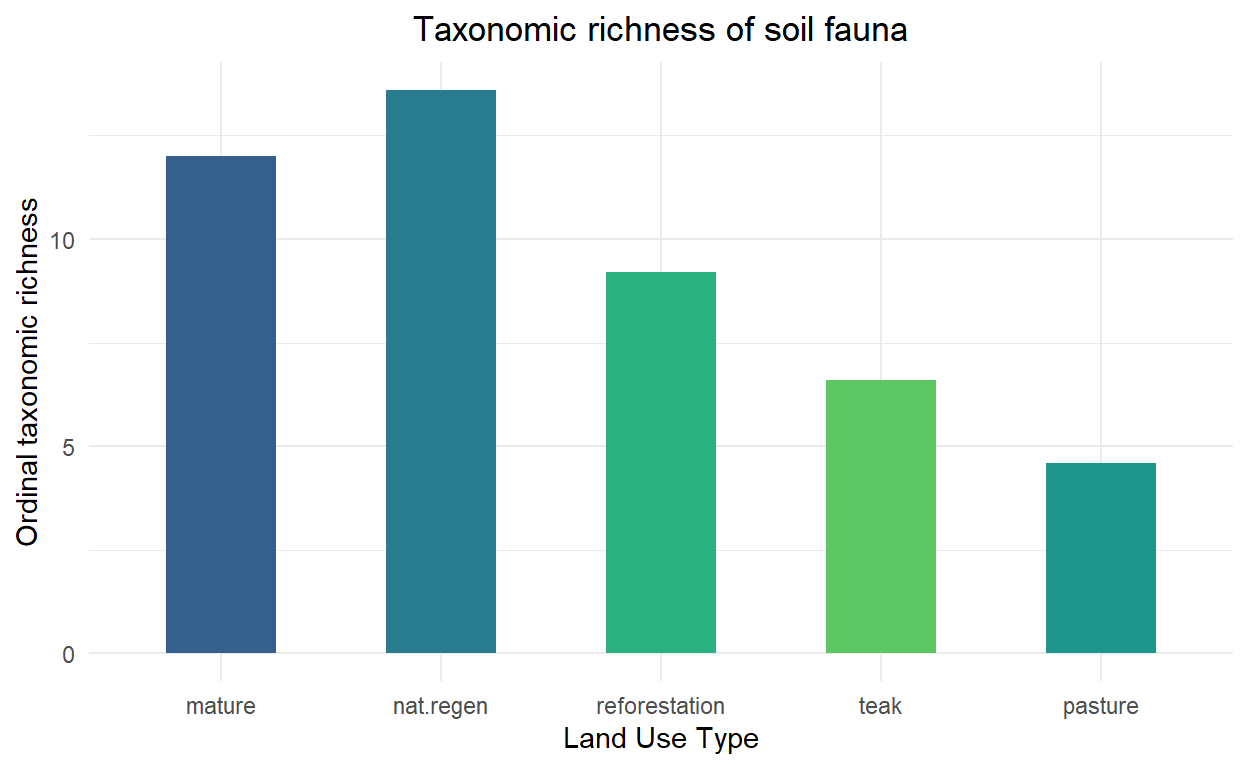 Taxonomic richness of soil fauna
Ordinal taxonomic richness
10
5
0
mature nat.regen reforestation teak pasture
Land Use Type